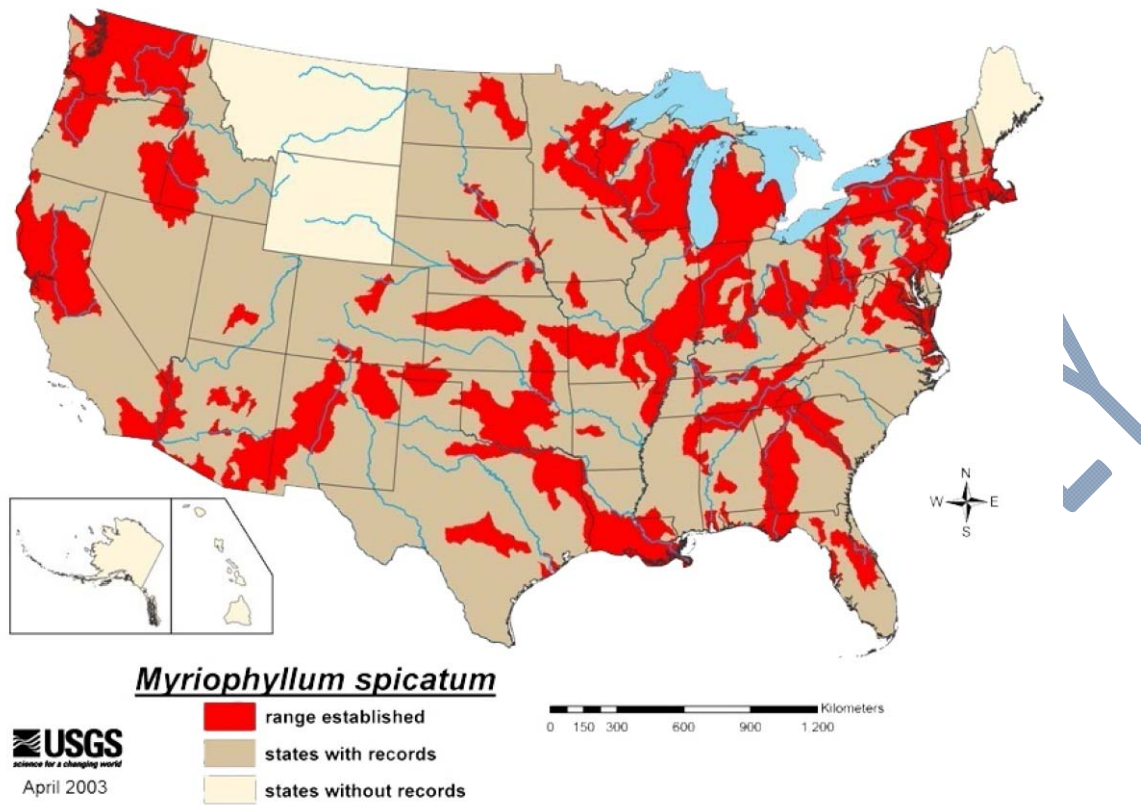 N
W E
S
Myriophyllum spicatum
range established
states with records
states without records
Kilometers
0 150 300 600 900 1.200
USGS
science for a changing world
April 2003